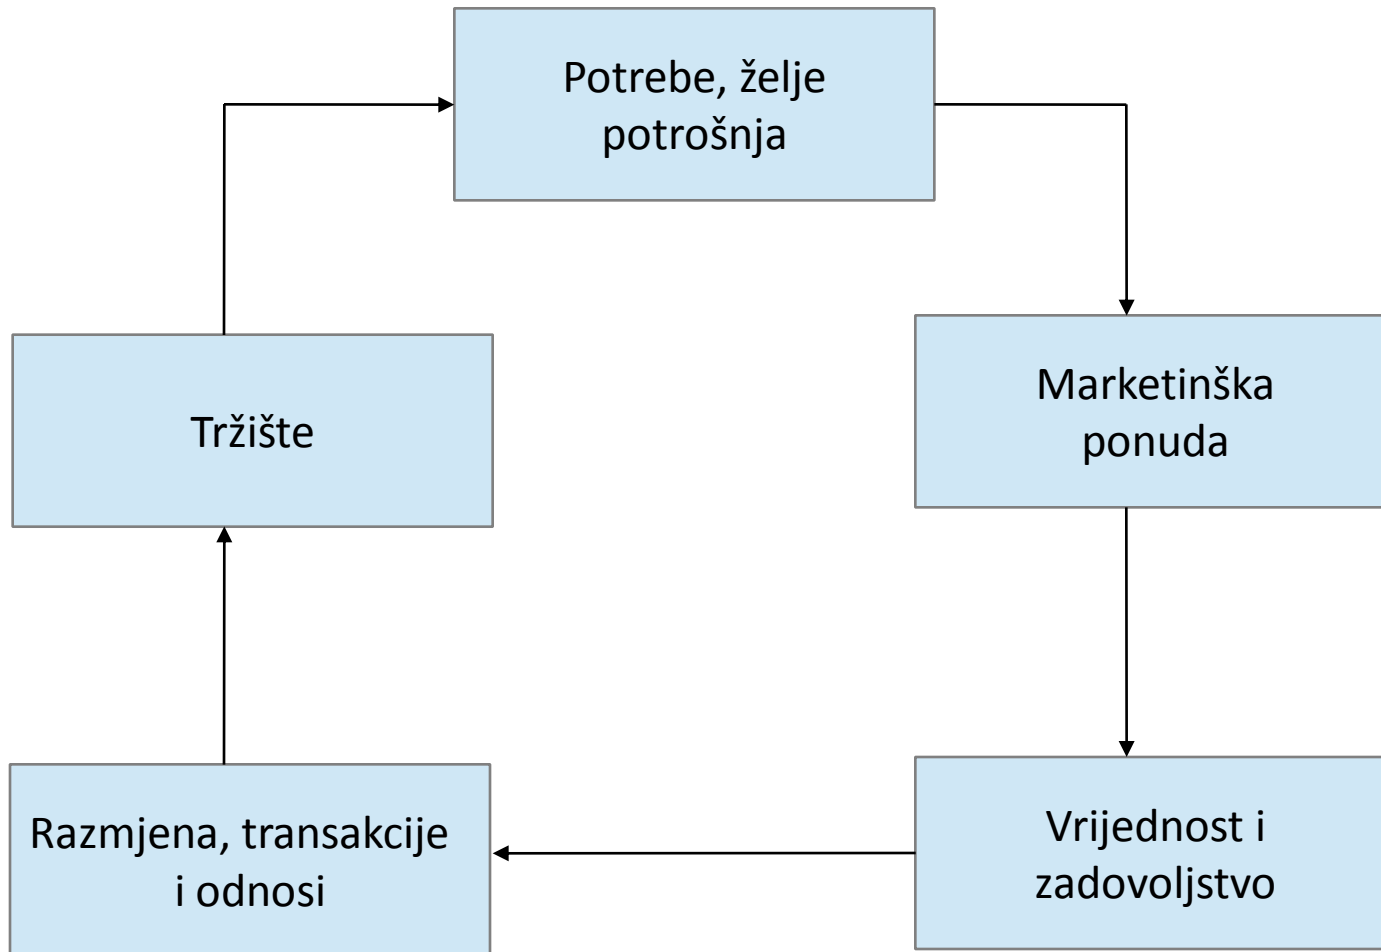 Potrebe, želje
potrošnja
Marketinška
ponuda
Vrijednost i
zadovoljstvo
Razmjena, transakcije
i odnosi
Tržište